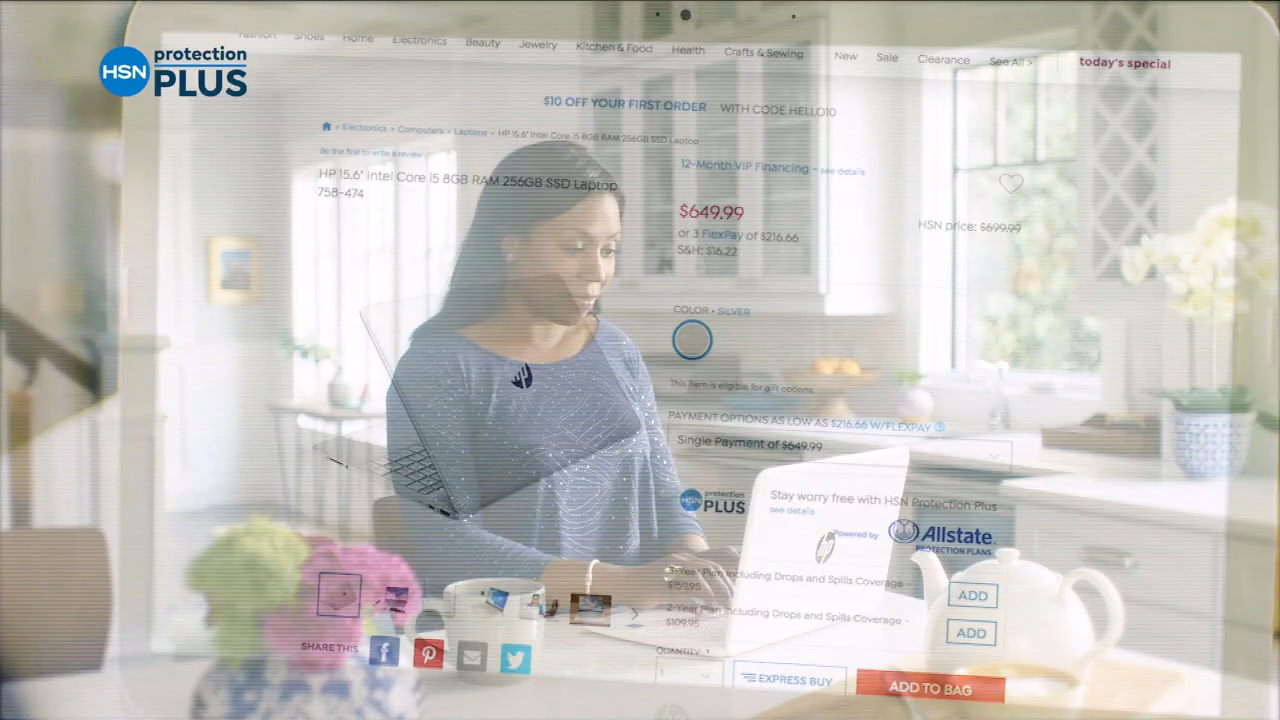 HSN protection PLUS
Fashion Shoes Home Electronics Beauty Jewelry Kitchen & Food Health Crafts & Sewing New Sale Clearance See All > today's special
$10 OFF YOUR FIRST ORDER WITH CODE HELLO10
Electronics > Computers > Laptops > HP 15.6" Intel Core i5 8GB RAM 256GB SSD Laptop
Be the first to write a review
HP 15.6" Intel Core i5 8GB RAM 256GB SSD Laptop
758-474
12-Month VIP Financing - see details
$649.99
HSN price: $699.99
or 3 FlexPay of $216.66
S&H: $16.22
COLOR • SILVER
This item is eligible for gift options.
PAYMENT OPTIONS AS LOW AS $216.66 W/FLEXPAY ?
Single Payment of $649.99
HSN protection PLUS
Stay worry free with HSN Protection Plus
see details
hp
Powered by
Allstate
PROTECTION PLANS
-Year Plan Including Drops and Spills Coverage -
ADD
2-Year Plan Including Drops and Spills Coverage -
$109.95
ADD
SHARE THIS
QUANTITY:
1
EXPRESS BUY
ADD TO BAG